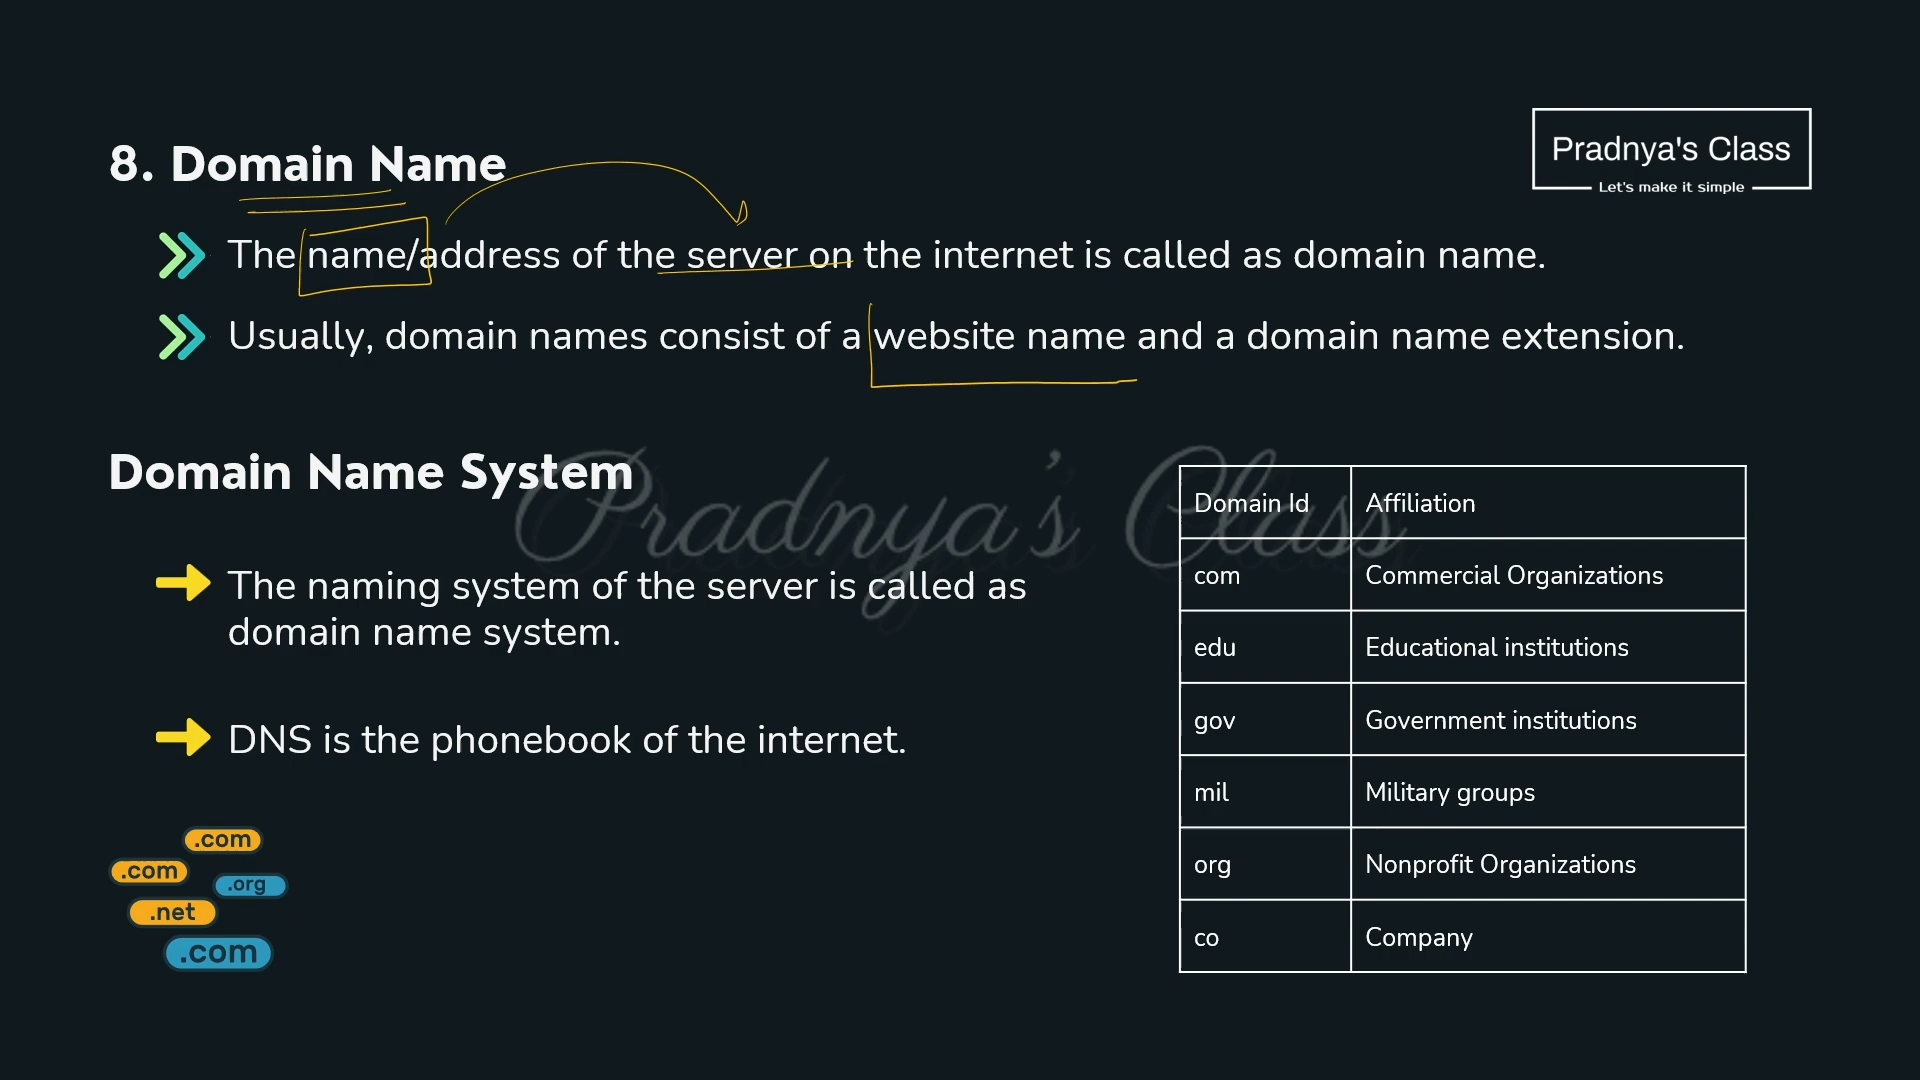 8. Domain Name
Pradnya's Class
Let's make it simple
The name/address of the server on the internet is called as domain name.
Usually, domain names consist of a website name and a domain name extension.
Domain Name System
Pradnya's Class
The naming system of the server is called as
domain name system.
DNS is the phonebook of the internet.
.com
.com
.org
.net
.com
Domain Id Affiliation
com Commercial Organizations
edu Educational institutions
gov Government institutions
mil Military groups
org Nonprofit Organizations
co Company